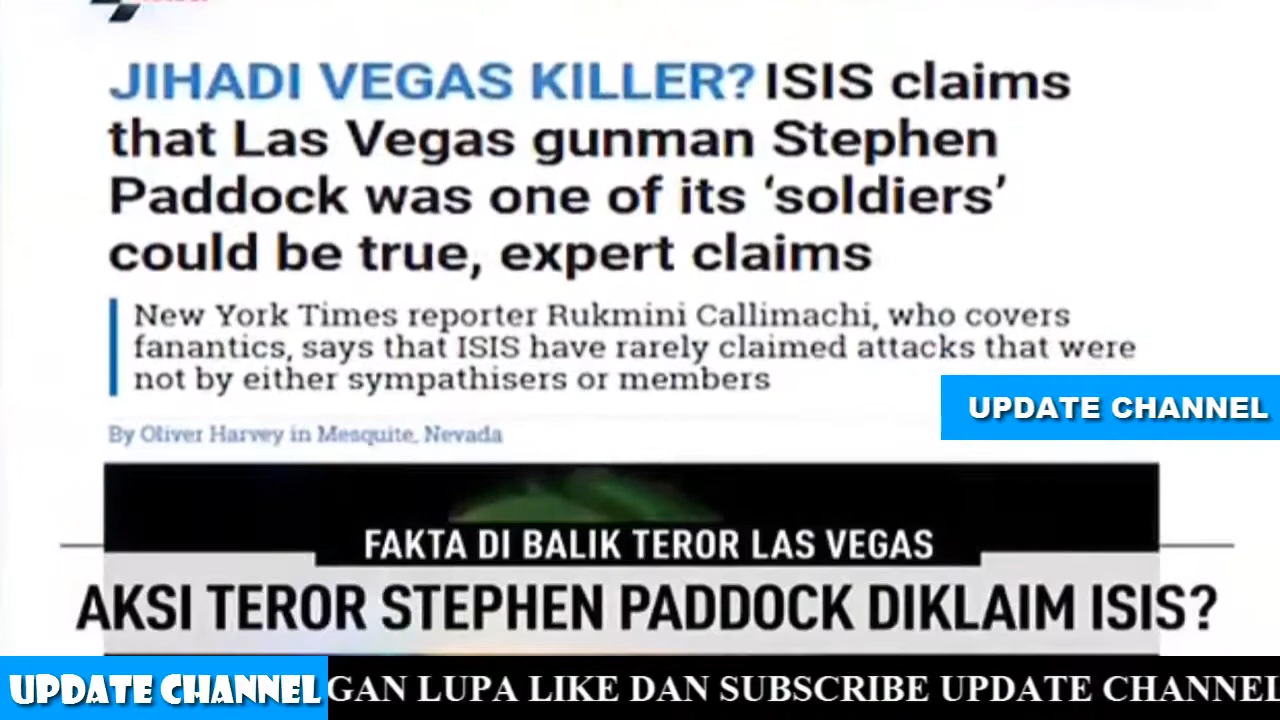 JIHADI VEGAS KILLER? ISIS claims
that Las Vegas gunman Stephen
Paddock was one of its ‘soldiers’
could be true, expert claims
New York Times reporter Rukmini Callimachi, who covers
fanantics, says that ISIS have rarely claimed attacks that were
not by either sympathisers or members
UPDATE CHANNEL
By Oliver Harvey in Mesquite, Nevada
FAKTA DI BALIK TEROR LAS VEGAS
AKSI TEROR STEPHEN PADDOCK DIKLAIM ISIS?
UPDATE CHANNEL GAN LUPA LIKE DAN SUBSCRIBE UPDATE CHANNEL